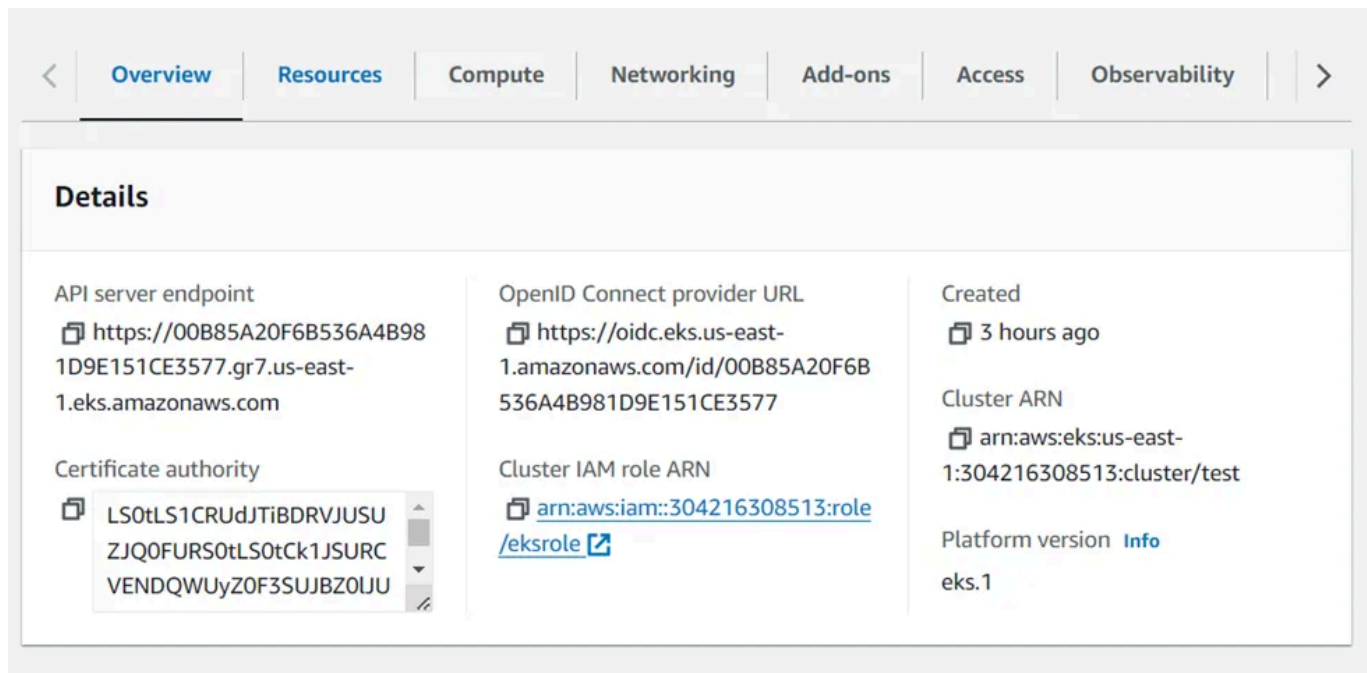 Overview Resources Compute Networking Add-ons Access Observability
Details
API server endpoint
https://00B85A20F6B536A4B98
1D9E151CE3577.gr7.us-east-
1.eks.amazonaws.com
Certificate authority
LS0tLS1CRUdJTiBDRVJUSU
ZJQ0FURS0tLS0tCk1JSURC
VENDQWUyZ0F3SUJBZ0lJU
OpenID Connect provider URL
https://oidc.eks.us-east-
1.amazonaws.com/id/00B85A20F6B
536A4B981D9E151CE3577
Cluster IAM role ARN
arn:aws:iam::304216308513:role
/eksrole
Created
3 hours ago
Cluster ARN
arn:aws:eks:us-east-
1:304216308513:cluster/test
Platform version Info
eks.1